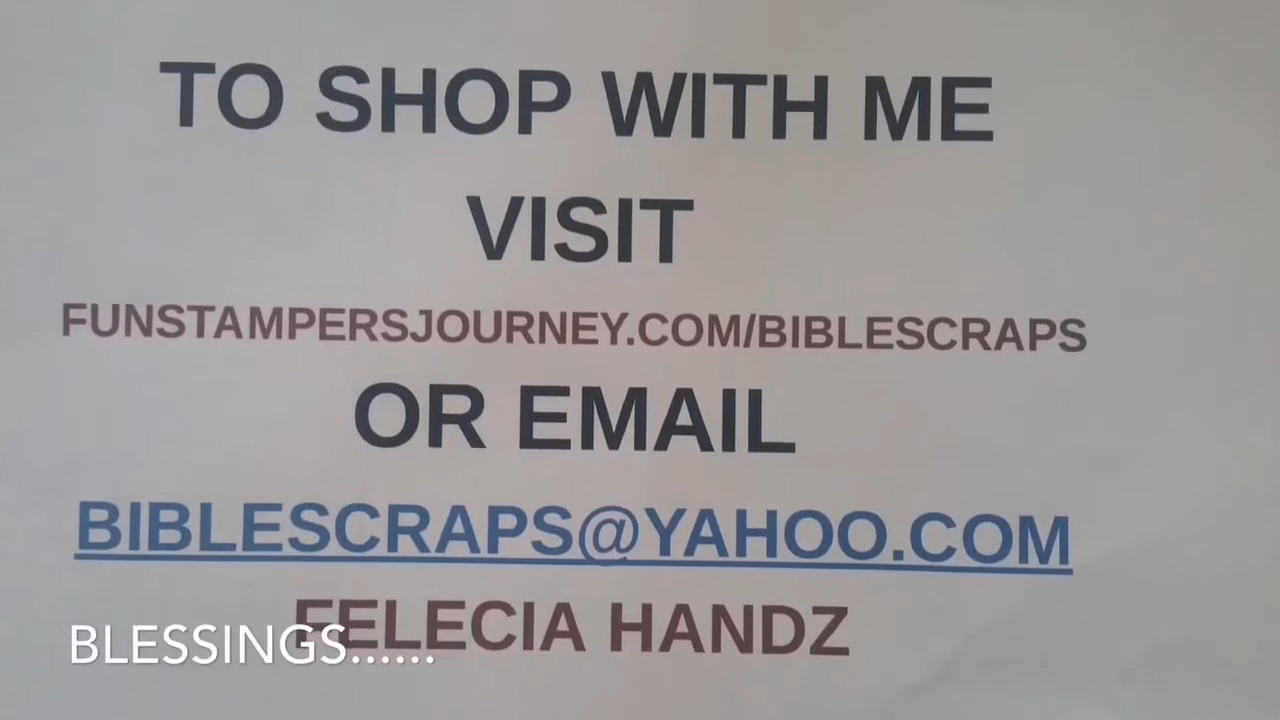 TO SHOP WITH ME
VISIT
FUNSTAMPERSJOURNEY.COM/BIBLESCRAPS
OR EMAIL
BIBLESCRAPS@YAHOO.COM
FELECIA HANDZ
BLESSINGS......